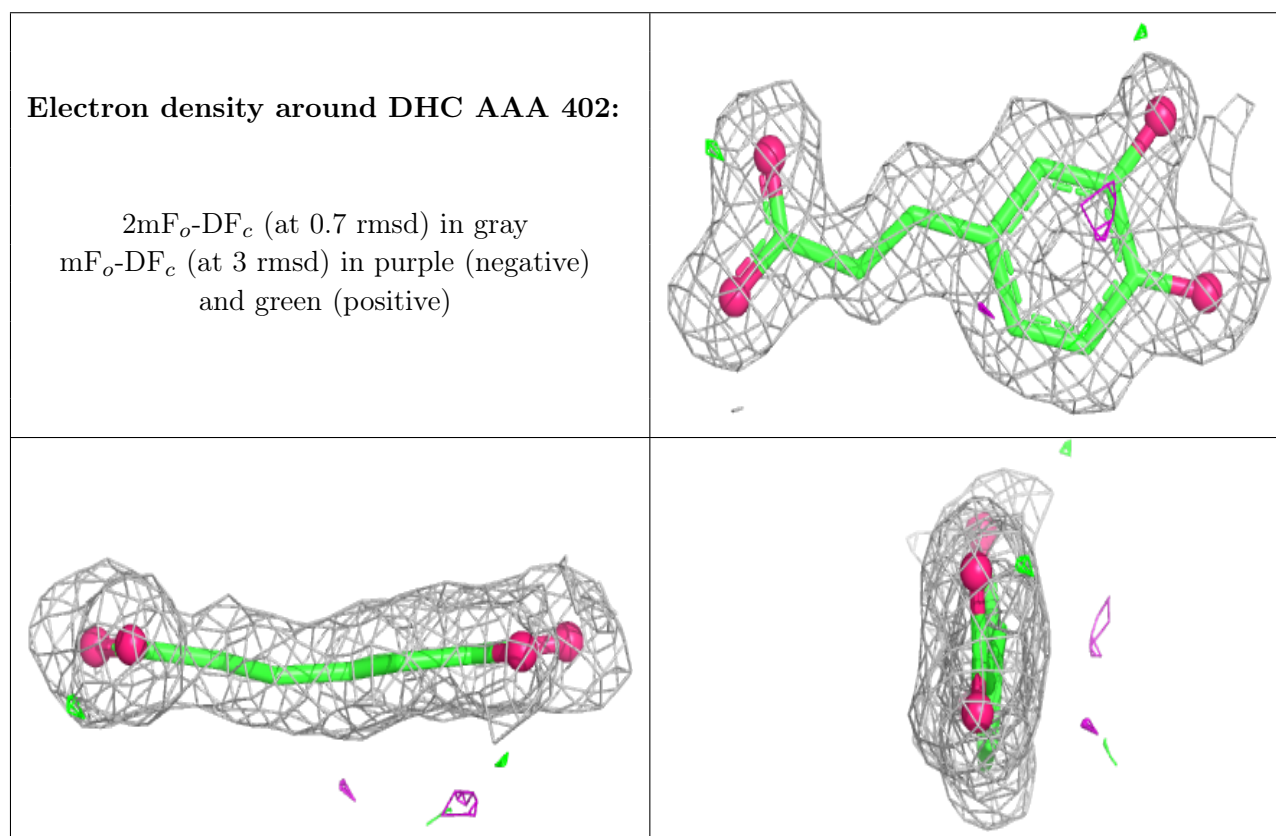 Electron density around DHC AAA 402:
2mFₒ-DF𝒸 (at 0.7 rmsd) in gray
mFₒ-DF𝒸 (at 3 rmsd) in purple (negative)
and green (positive)